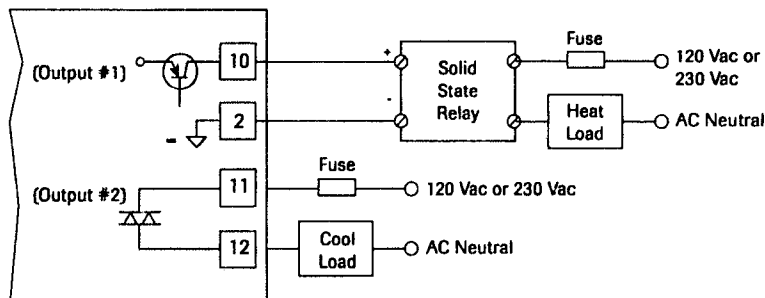 (Output #1)
10
+
Solid
State
Relay
Fuse
120 Vac or
230 Vac
2
-
-
Heat
Load
AC Neutral
(Output #2)
11
Fuse
120 Vac or 230 Vac
12
Cool
Load
AC Neutral